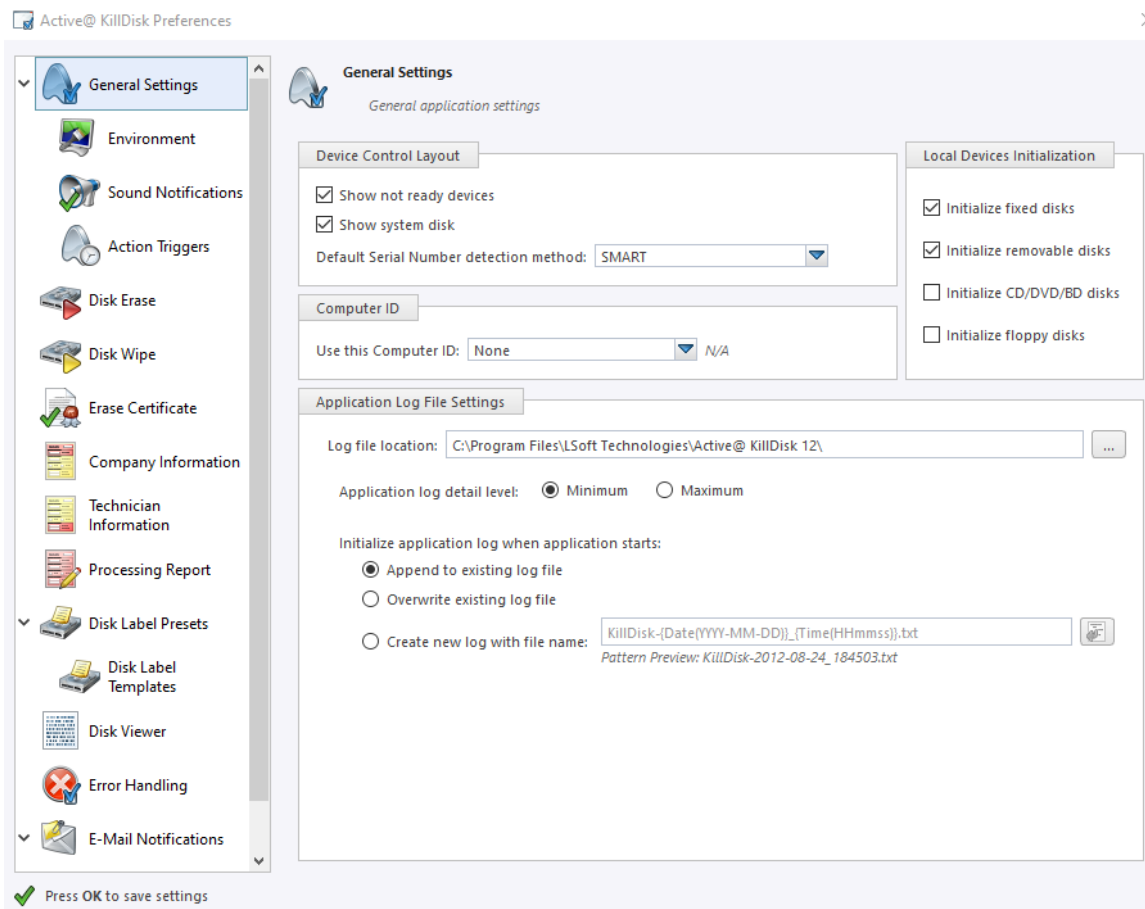 Active@ KillDisk Preferences
General Settings
Environment
Sound Notifications
Action Triggers
Disk Erase
Disk Wipe
Erase Certificate
Company Information
Technician
Information
Processing Report
Disk Label Presets
Disk Label
Templates
Disk Viewer
Error Handling
E-Mail Notifications
General Settings
General application settings
Device Control Layout
Show not ready devices
Show system disk
Default Serial Number detection method: SMART
Local Devices Initialization
Initialize fixed disks
Initialize removable disks
Initialize CD/DVD/BD disks
Initialize floppy disks
Computer ID
Use this Computer ID: None N/A
Application Log File Settings
Log file location: C:\Program Files\LSoft Technologies\Active@ KillDisk 12\ ...
Application log detail level: Minimum Maximum
Initialize application log when application starts:
Append to existing log file
Overwrite existing log file
Create new log with file name: KillDisk-{Date(YYYY-MM-DD)}_{Time(HHmmss)}.txt
Pattern Preview: KillDisk-2012-08-24_184503.txt
Press OK to save settings